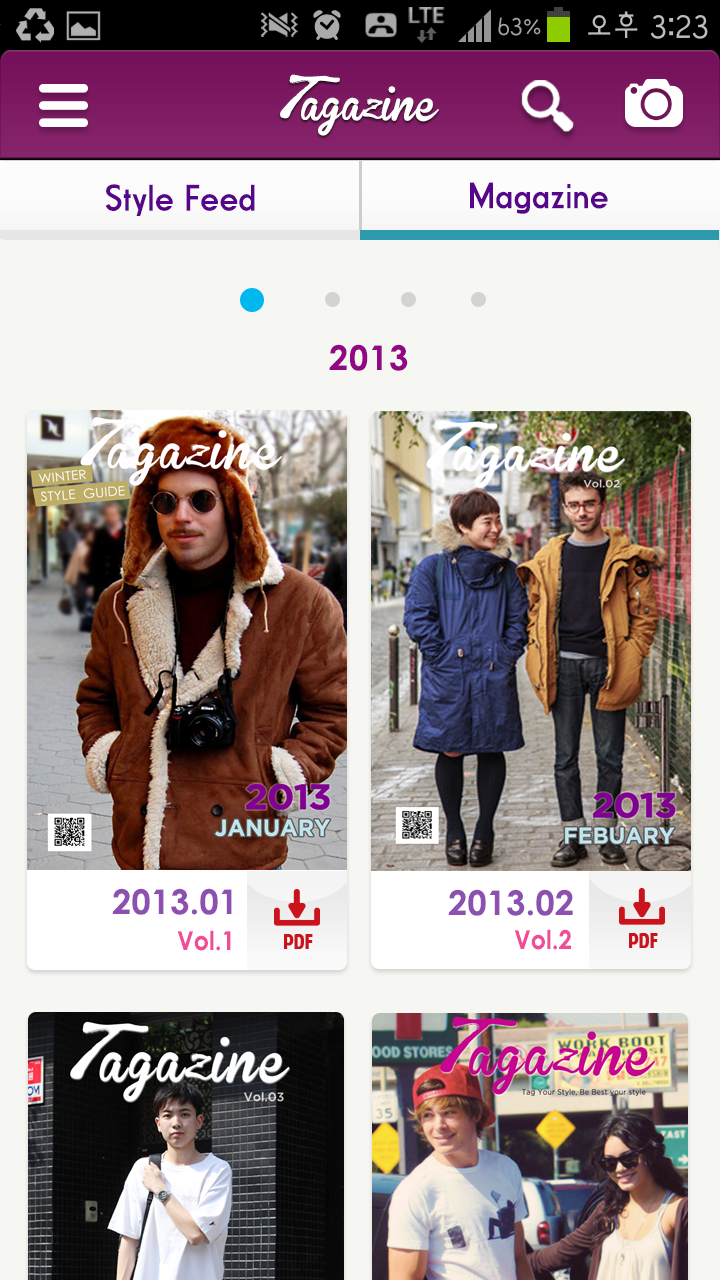 LTE
63%
오후 3:23
Tagazine
Style Feed
Magazine
2013
Tagazine
WINTER
STYLE GUIDE
2013
JANUARY
Tagazine
Vol.02
2013
FEBUARY
2013.01
Vol.1
PDF
2013.02
Vol.2
PDF
Tagazine
Vol.03
OOD STORES
WORK BOOT
Tagazine
Tag Your Style, Be Best your style
35
EAST